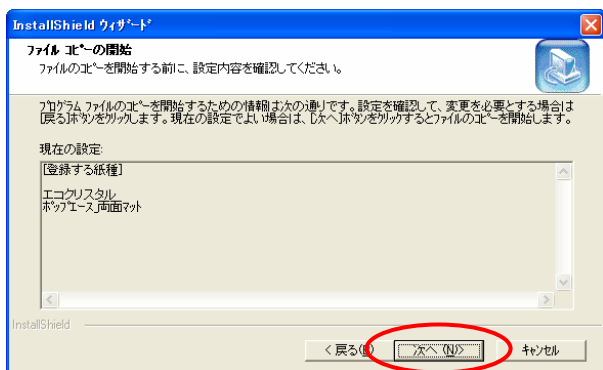 InstallShield ウィザード
ファイル コピーの開始
ファイルのコピーを開始する前に、設定内容を確認してください。
プログラム ファイルのコピーを開始するための情報は次の通りです。設定を確認して、変更を必要とする場合は
[戻る]ボタンをクリックします。現在の設定でよい場合は、[次へ]ボタンをクリックするとファイルのコピーを開始します。
現在の設定:
[登録する紙種]
エコクリスタル
ポップエース_両面マット
InstallShield
< 戻る(B) 次へ (N)> キャンセル